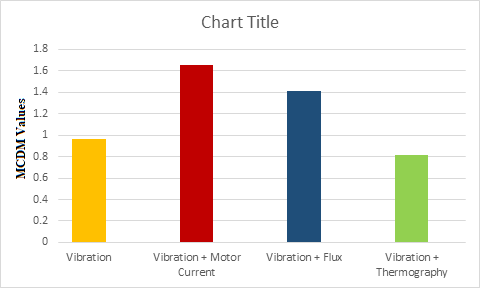 Chart Title
MCDM Values
1.8
1.6
1.4
1.2
1
0.8
0.6
0.4
0.2
0
Vibration
Vibration + Motor
Current
Vibration + Flux
Vibration +
Thermography